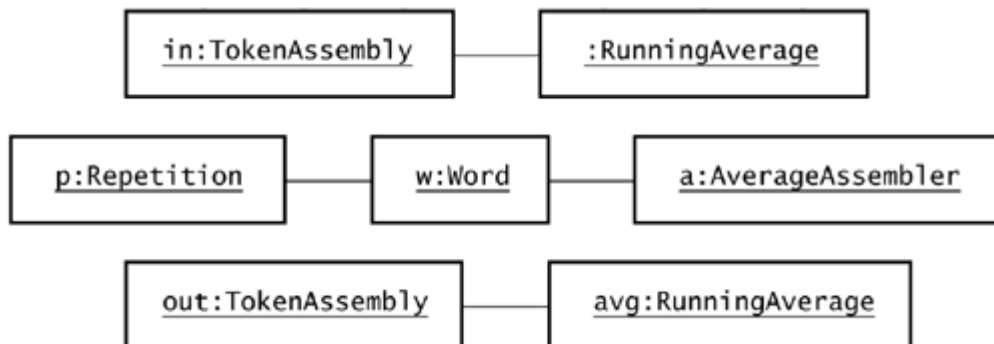 in:TokenAssembly :RunningAverage
p:Repetition w:Word a:AverageAssembler
out:TokenAssembly avg:RunningAverage